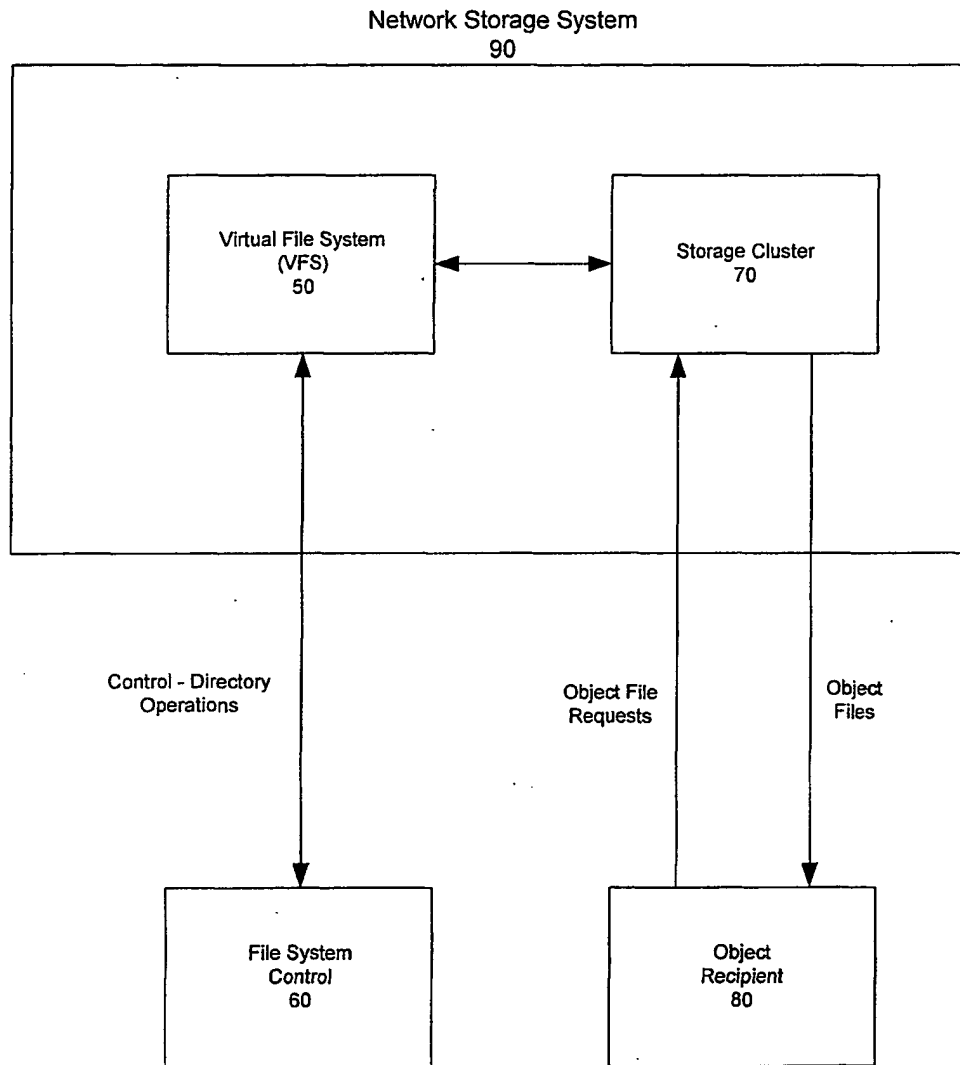 Network Storage System
90
Virtual File System
(VFS)
50
Storage Cluster
70
Control - Directory
Operations
Object File
Requests
Object
Files
File System
Control
60
Object
Recipient
80